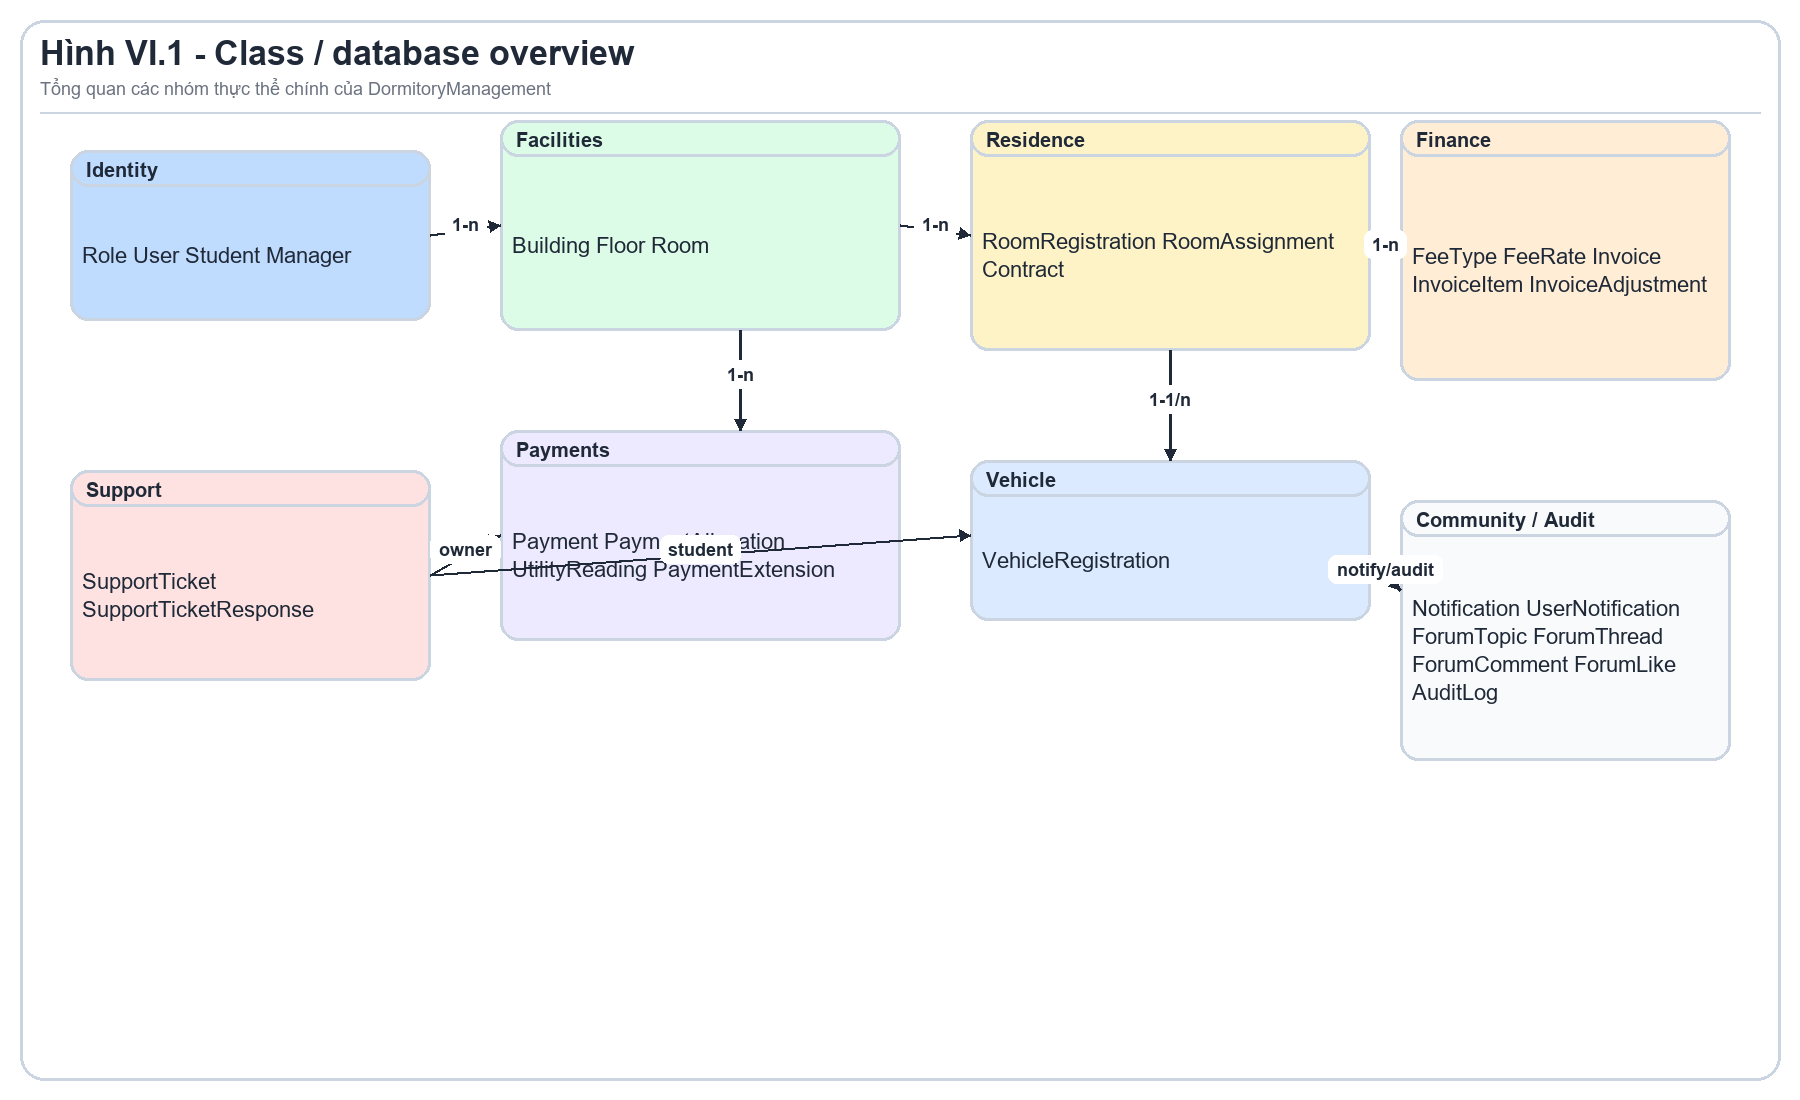 Hình VI.1 - Class / database overview
Tổng quan các nhóm thực thể chính của DormitoryManagement
Identity
Role User Student Manager
1-n
Facilities
Building Floor Room
1-n
Residence
RoomRegistration RoomAssignment
Contract
1-n
Finance
FeeType FeeRate Invoice
InvoiceItem InvoiceAdjustment
1-n
1-1/n
Support
SupportTicket
SupportTicketResponse
owner
Payments
Payment
student
UtilityReading PaymentExtension
Vehicle
VehicleRegistration
notify/audit
Community / Audit
Notification UserNotification
ForumTopic ForumThread
ForumComment ForumLike
AuditLog